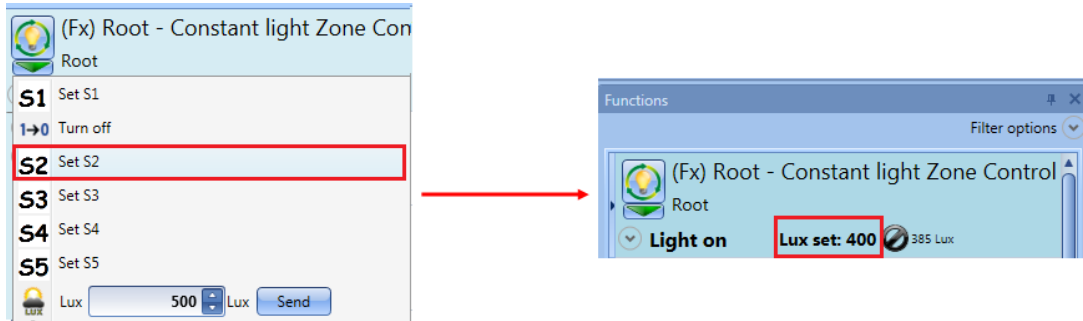 (Fx) Root - Constant light Zone Con
Root
S1 Set S1
1→0 Turn off
S2 Set S2
S3 Set S3
S4 Set S4
S5 Set S5
LUX Lux 500 Lux Send
Functions
Filter options
(Fx) Root - Constant light Zone Control
Root
Light on Lux set: 400 385 Lux